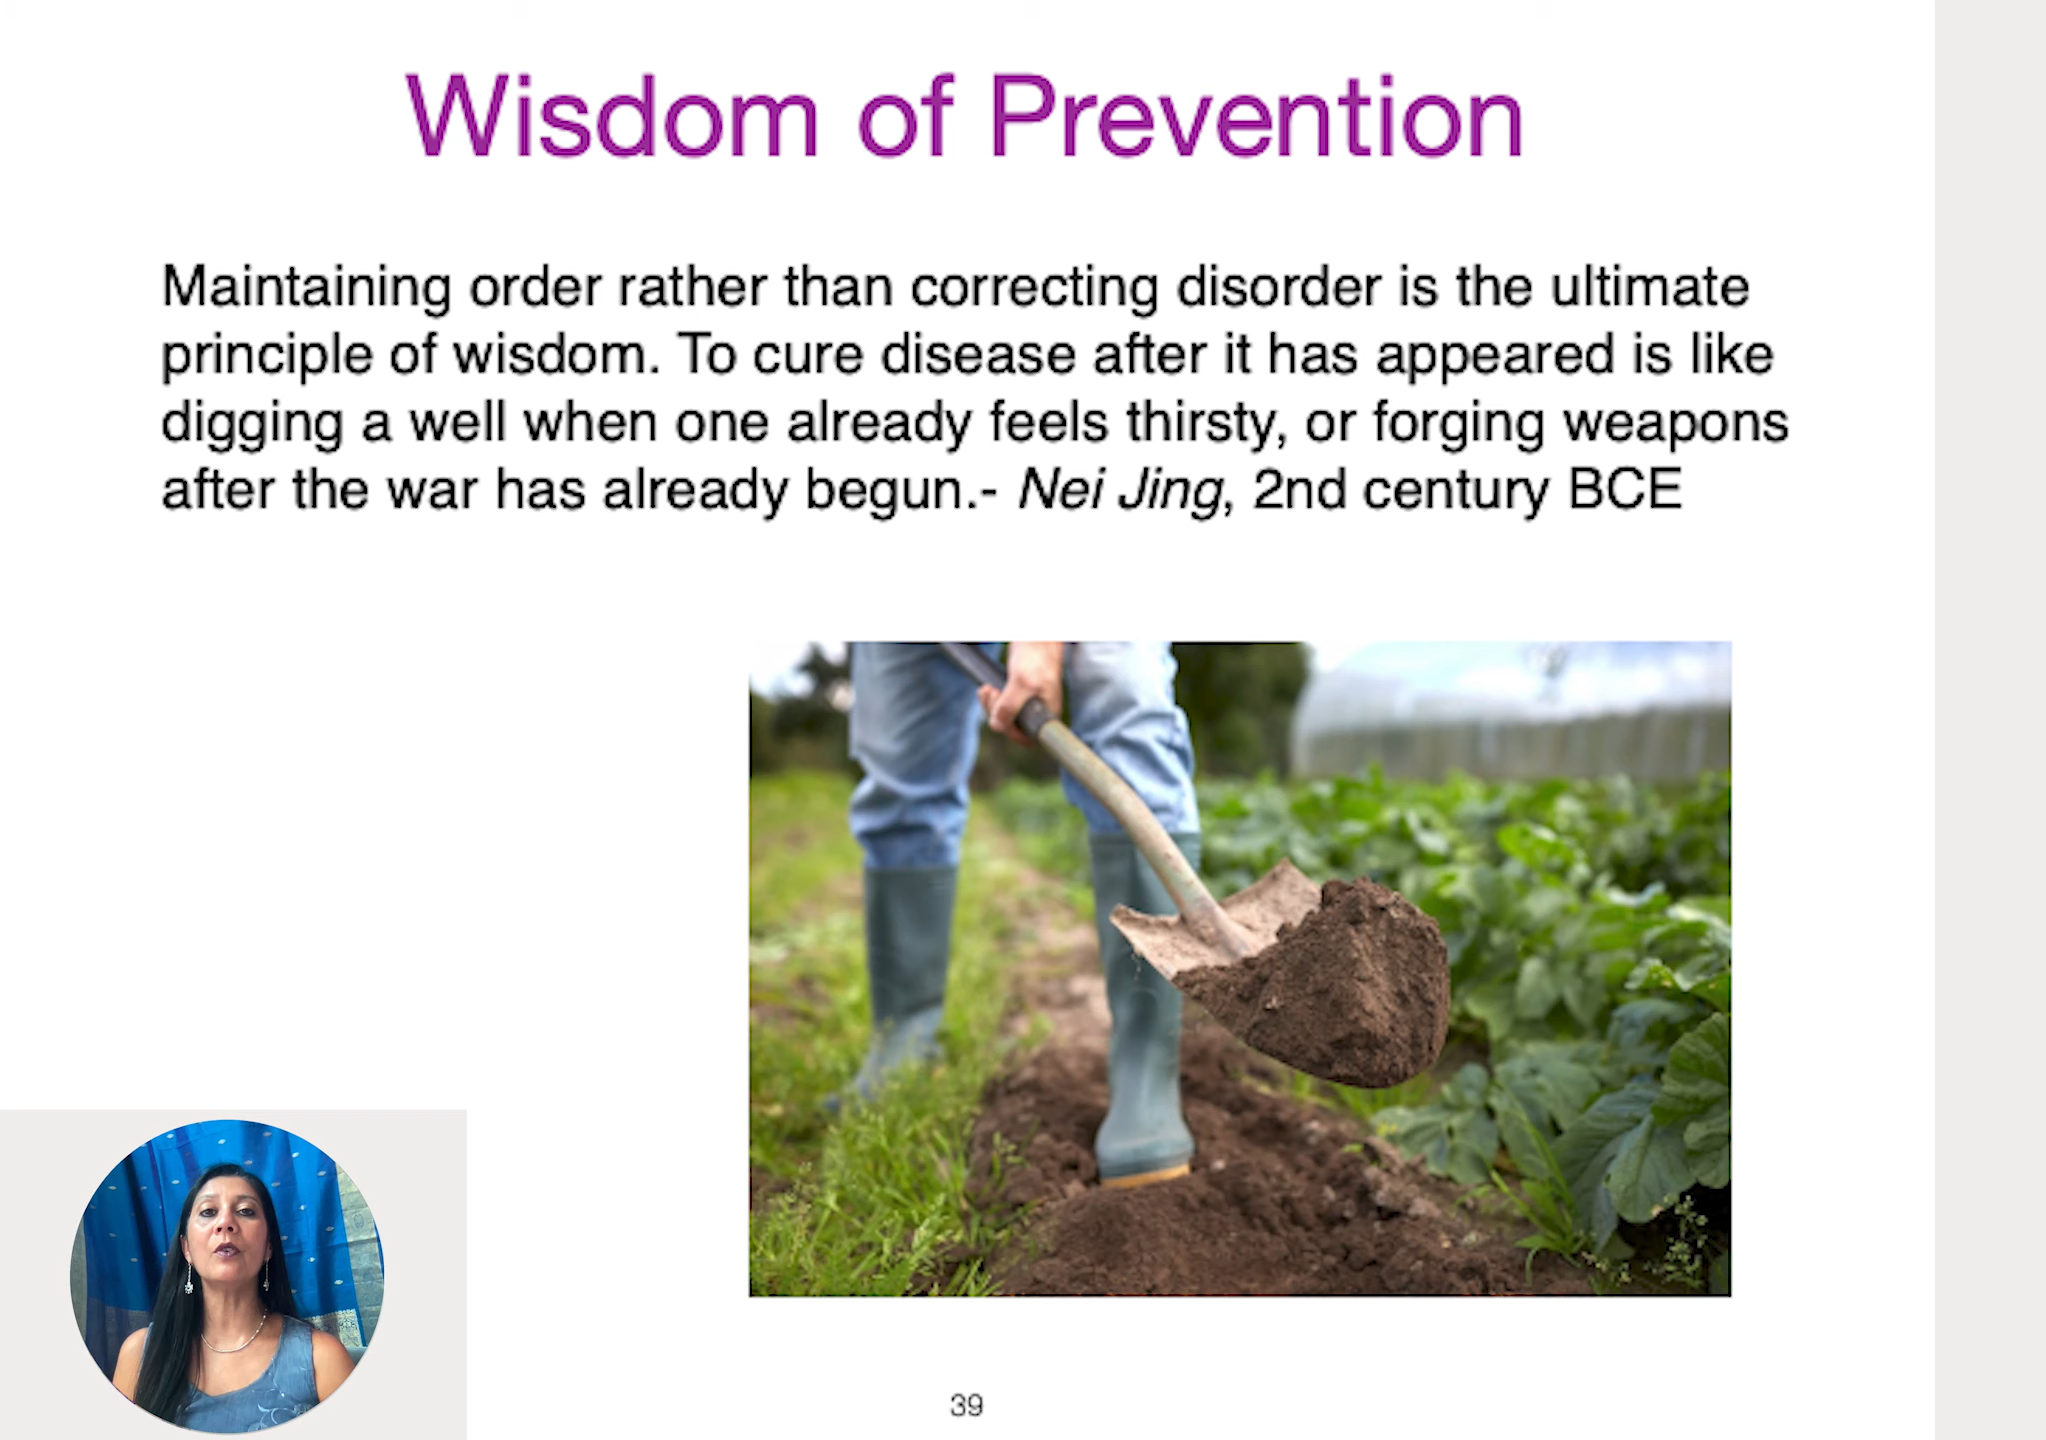 Wisdom of Prevention
Maintaining order rather than correcting disorder is the ultimate
principle of wisdom. To cure disease after it has appeared is like
digging a well when one already feels thirsty, or forging weapons
after the war has already begun.- Nei Jing, 2nd century BCE
39